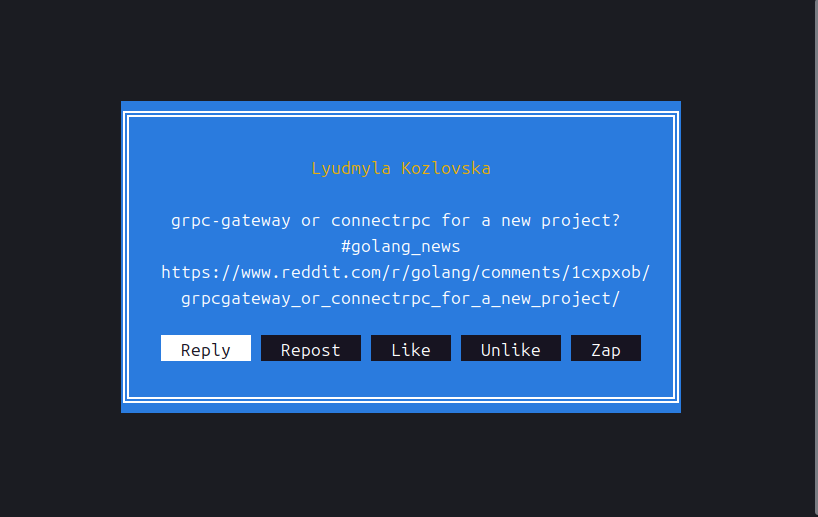 Lyudmyla Kozlovska
grpc-gateway or connectrpc for a new project?
#golang_news
https://www.reddit.com/r/golang/comments/1cxpxob/
grpcgateway_or_connectrpc_for_a_new_project/
Reply Repost Like Unlike Zap